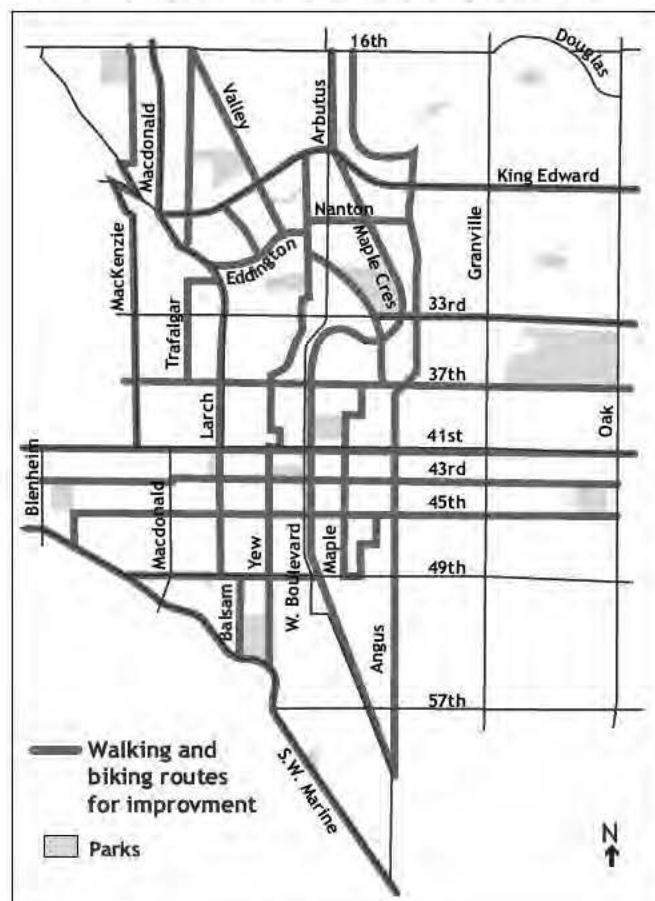 16th
Douglas
Macdonald
Valley
Arbutus
King Edward
Nanton
MacKenzie
Eddington
Maple Cres
Granville
33rd
Trafalgar
37th
Larch
Oak
41st
43rd
Blenheim
45th
Macdonald
Yew
W. Boulevard
Maple
49th
Balsam
Angus
57th
S.W. Marine
Walking and
biking routes
for improvment
Parks
N